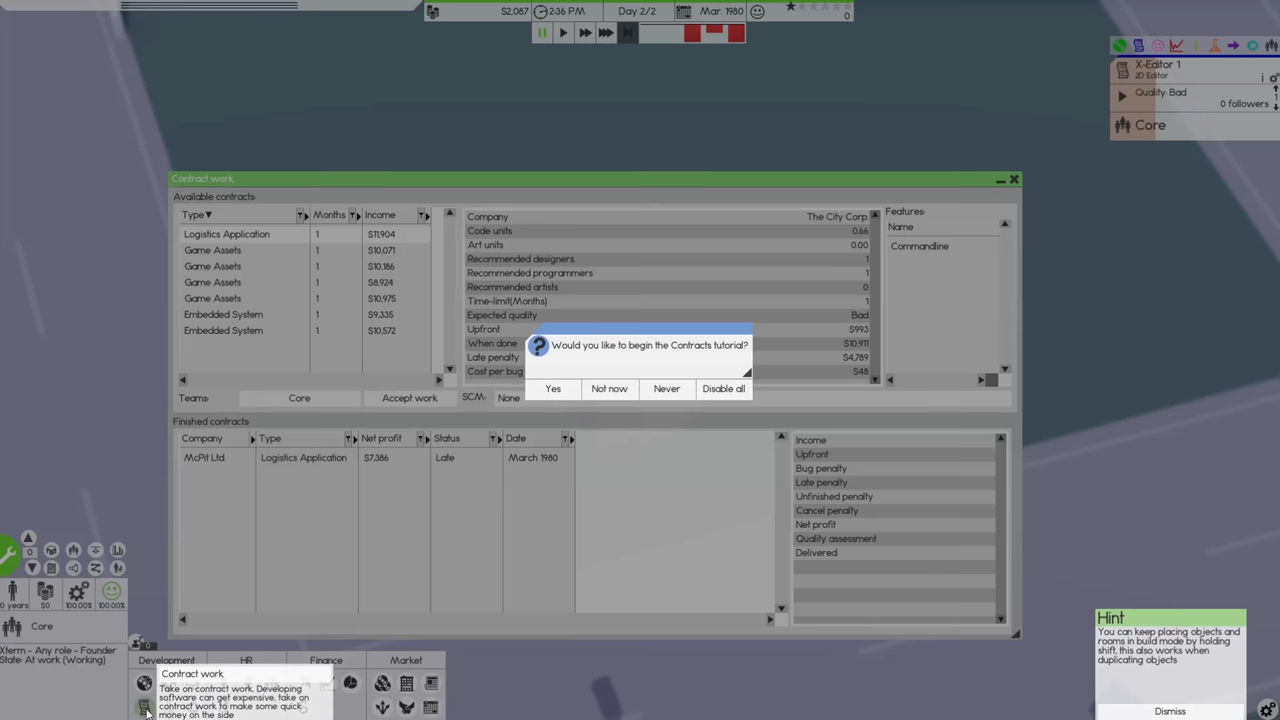 $2,087
2:36 PM
Day 2/2
Mar. 1980
0
X-Editor 1
2D Editor
i
Quality: Bad
1
0 followers
Core
Contract work
Available contracts:
Type Months Income
Logistics Application 1 $11,904
Game Assets 1 $10,071
Game Assets 1 $10,186
Game Assets 1 $8,924
Game Assets 1 $10,975
Embedded System 1 $9,335
Embedded System 1 $10,572
Company The City Corp.
Code units 0.66
Art units 0.00
Recommended designers 1
Recommended programmers 1
Recommended artists 0
Time-limit(Months) 1
Expected quality Bad
Upfront $993
When done $10,911
Late penalty $4,789
Cost per bug $48
Features:
Name
Commandline
Would you like to begin the Contracts tutorial?
Yes Not now Never Disable all
Teams: Core Accept work SCM: None
Finished contracts:
Company Type Net profit Status Date
McPit Ltd. Logistics Application $7,386 Late March 1980
Income
Upfront
Bug penalty
Late penalty
Unfinished penalty
Cancel penalty
Net profit
Quality assessment
Delivered
0
0 years $0 100.00% 100.00%
Core
Xterm - Any role - Founder
State: At work (Working)
0
Development HR Finance Market
Contract work
Take on contract work. Developing
software can get expensive, take on
contract work to make some quick
money on the side
Hint
You can keep placing objects and
rooms in build mode by holding
shift, this also works when
duplicating objects
Dismiss